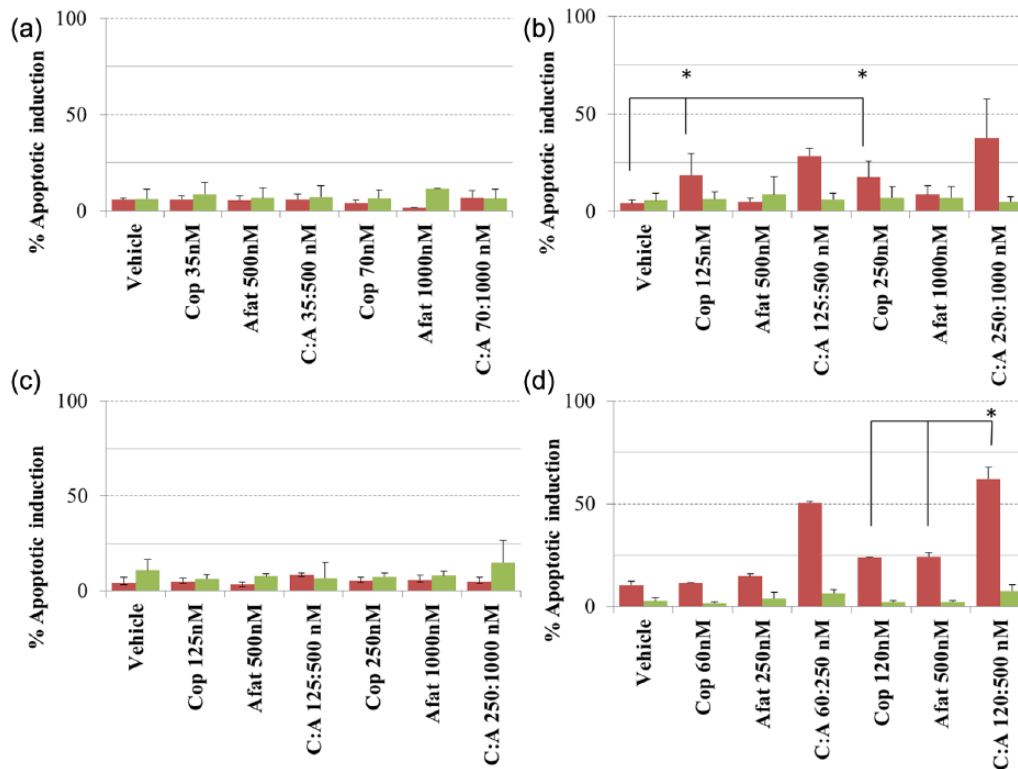 (a)
% Apoptotic induction
100
50
0
Vehicle
Cop 35nM
Afat 500nM
C:A 35:500 nM
Cop 70nM
Afat 1000nM
C:A 70:1000 nM
(b)
% Apoptotic induction
100
50
0
* *
Vehicle
Cop 125nM
Afat 500nM
C:A 125:500 nM
Cop 250nM
Afat 1000nM
C:A 250:1000 nM
(c)
% Apoptotic induction
100
50
0
Vehicle
Cop 125nM
Afat 500nM
C:A 125:500 nM
Cop 250nM
Afat 1000nM
C:A 250:1000 nM
(d)
% Apoptotic induction
100
50
0
*
Vehicle
Cop 60nM
Afat 250nM
C:A 60:250 nM
Cop 120nM
Afat 500nM
C:A 120:500 nM